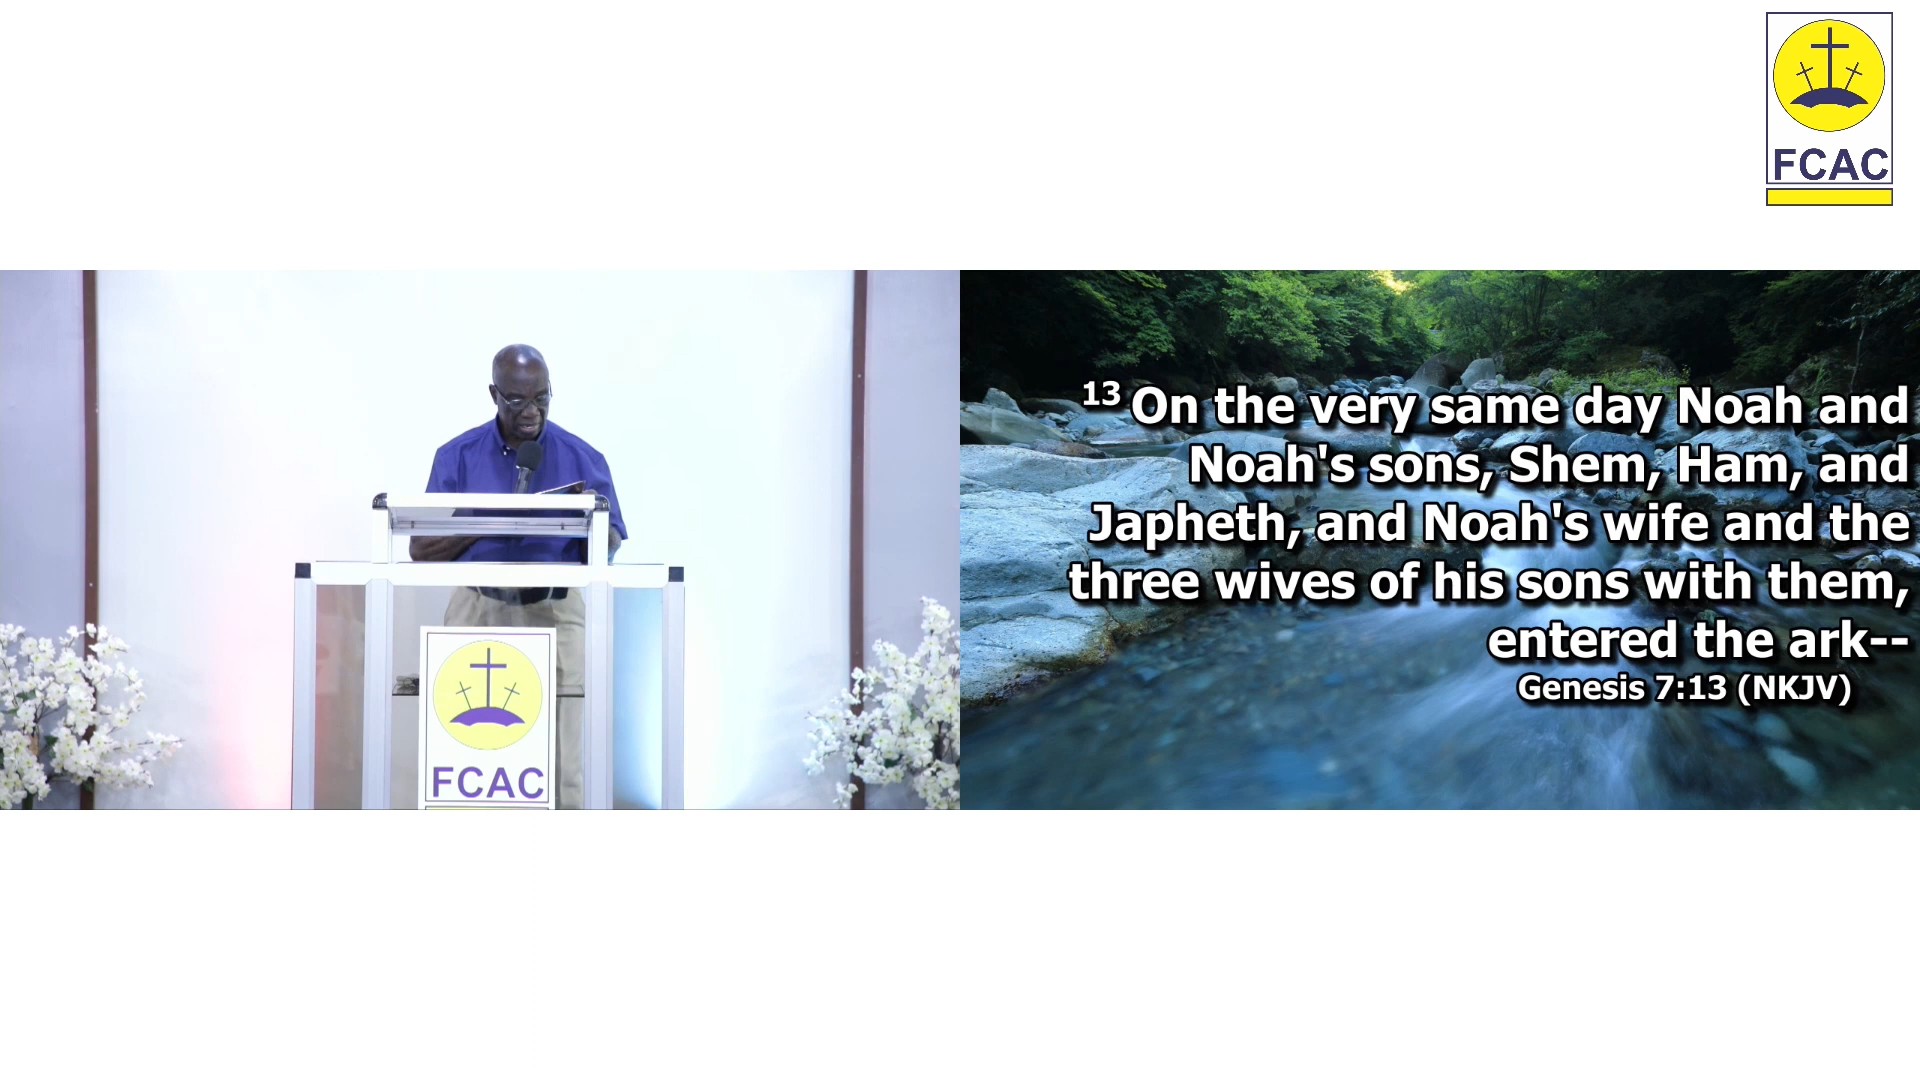 FCAC
13 On the very same day Noah and
Noah's sons, Shem, Ham, and
Japheth, and Noah's wife and the
three wives of his sons with them,
entered the ark--
Genesis 7:13 (NKJV)
FCAC